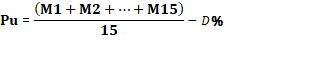 Pu = (M1 + M2 + ⋯ + M15) / 15 − D%